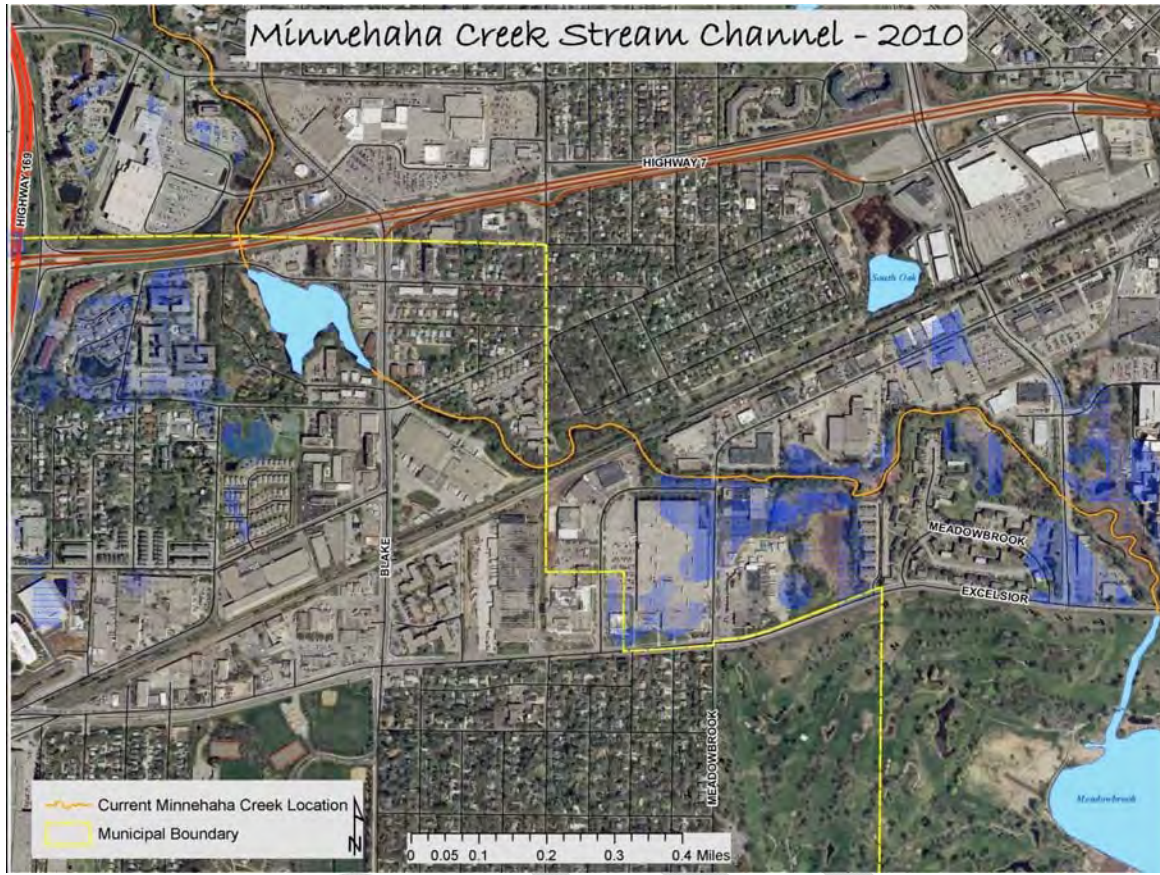 Minnehaha Creek Stream Channel - 2010
HIGHWAY 169
HIGHWAY 7
South Oak
BLAKE
MEADOWBROOK
EXCELSIOR
MEADOWBROOK
Meadowbrook
Current Minnehaha Creek Location
Municipal Boundary
N
0 0.05 0.1 0.2 0.3 0.4 Miles